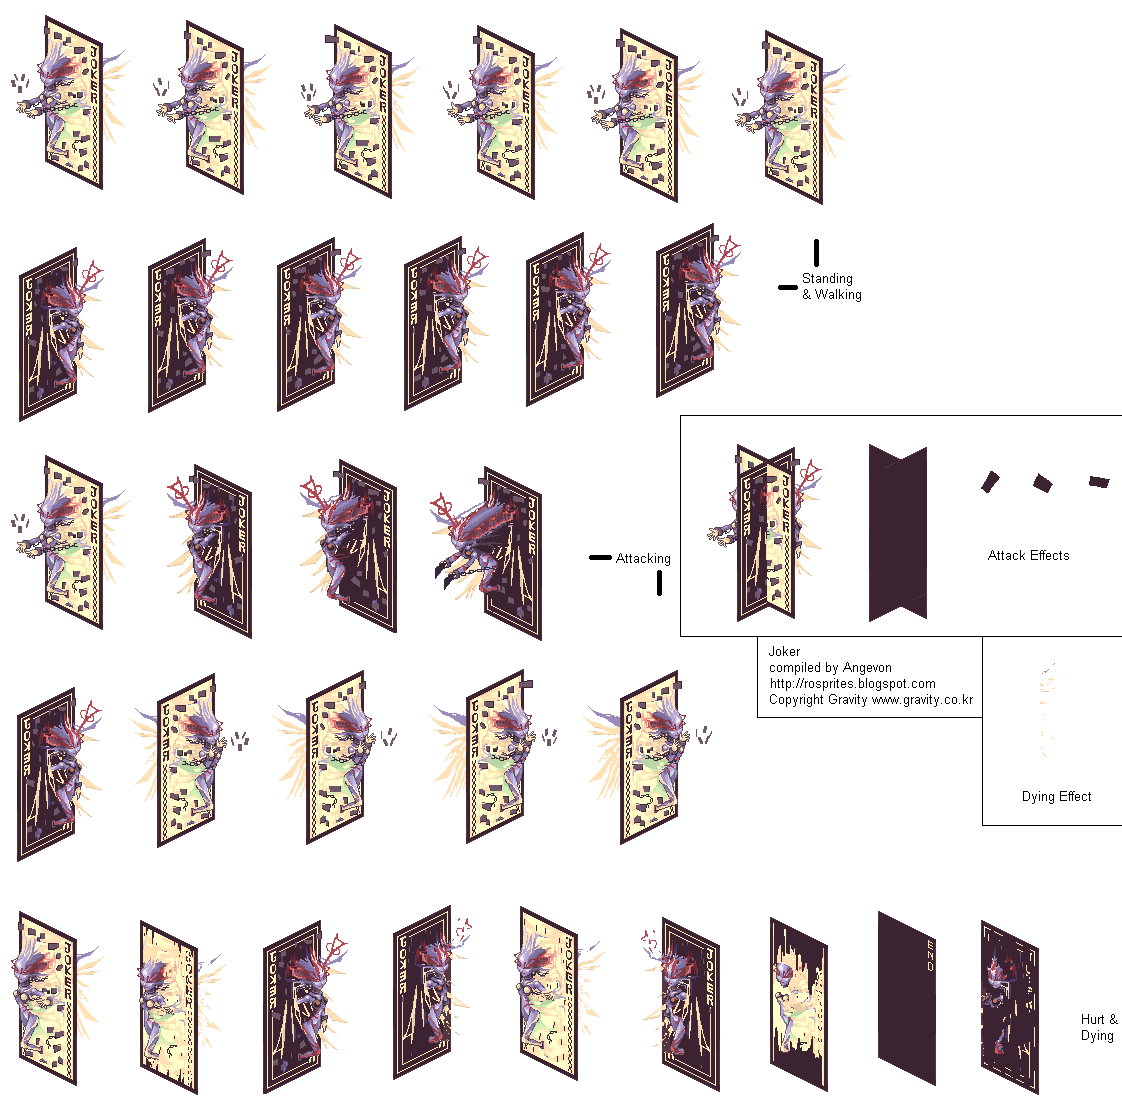 JOKER
JOKER
JOKER
JOKER
JOKER
JOKER
JOKER
JOKER
JOKER
JOKER
JOKER
JOKER
Standing
& Walking
JOKER
JOKER
JOKER
JOKER
Attacking
JOKER
JOKER
Attack Effects
Joker
compiled by Angevon
http://rosprites.blogspot.com
Copyright Gravity www.gravity.co.kr
JOKER
JOKER
JOKER
JOKER
JOKER
Dying Effect
JOKER
JOKER
JOKER
JOKER
JOKER
JOKER
END
Hurt &
Dying